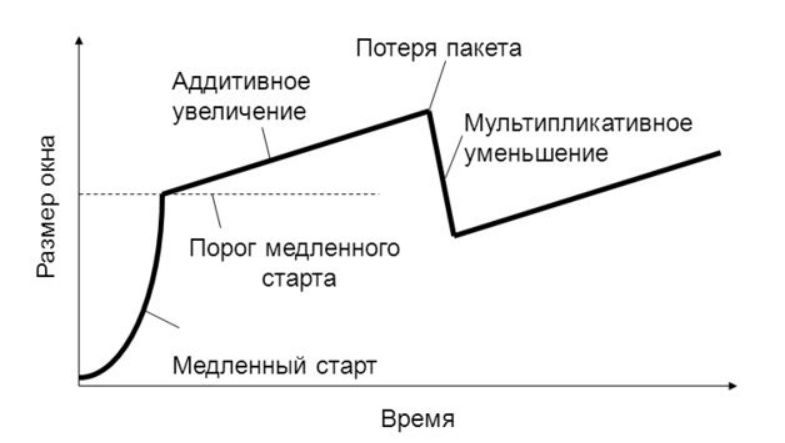 Потеря пакета
Аддитивное
увеличение
Мультипликативное
уменьшение
Размер окна
Порог медленного
старта
Медленный старт
Время